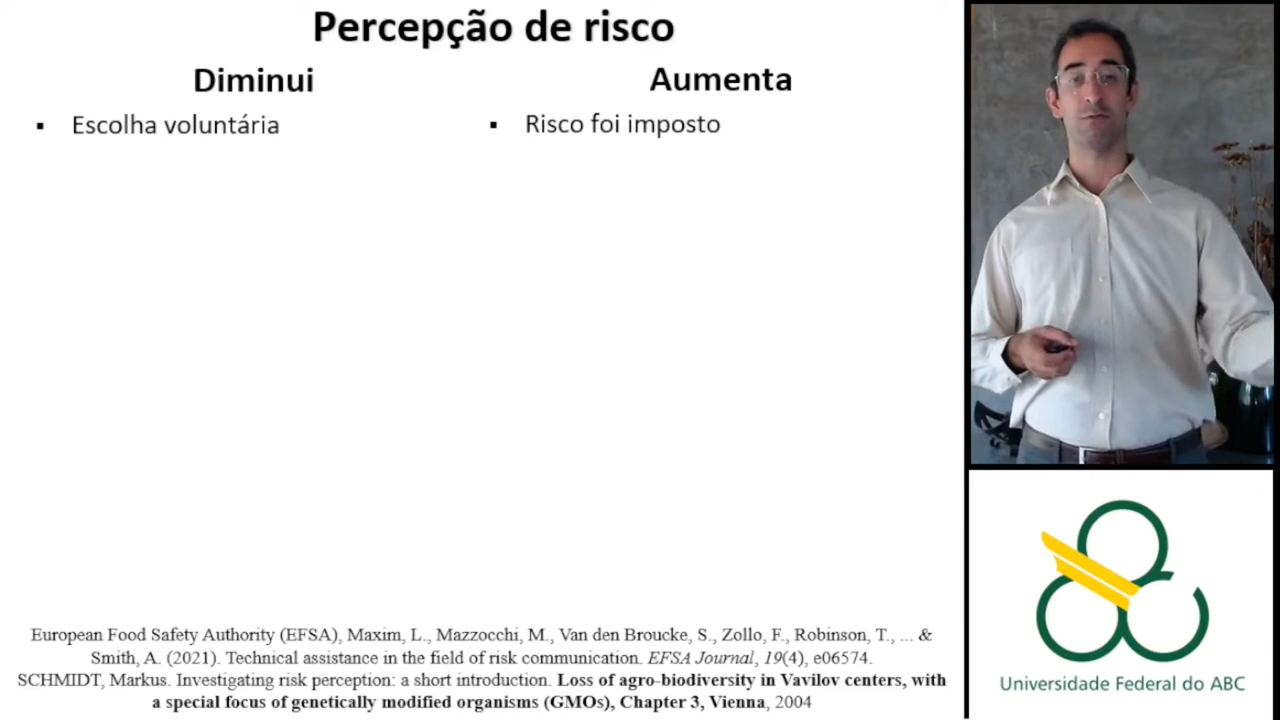 Percepção de risco
Diminui
Aumenta
▪ Escolha voluntária
▪ Risco foi imposto
European Food Safety Authority (EFSA), Maxim, L., Mazzocchi, M., Van den Broucke, S., Zollo, F., Robinson, T., ... &
Smith, A. (2021). Technical assistance in the field of risk communication. EFSA Journal, 19(4), e06574.
SCHMIDT, Markus. Investigating risk perception: a short introduction. Loss of agro-biodiversity in Vavilov centers, with
a special focus of genetically modified organisms (GMOs), Chapter 3, Vienna, 2004
Universidade Federal do ABC